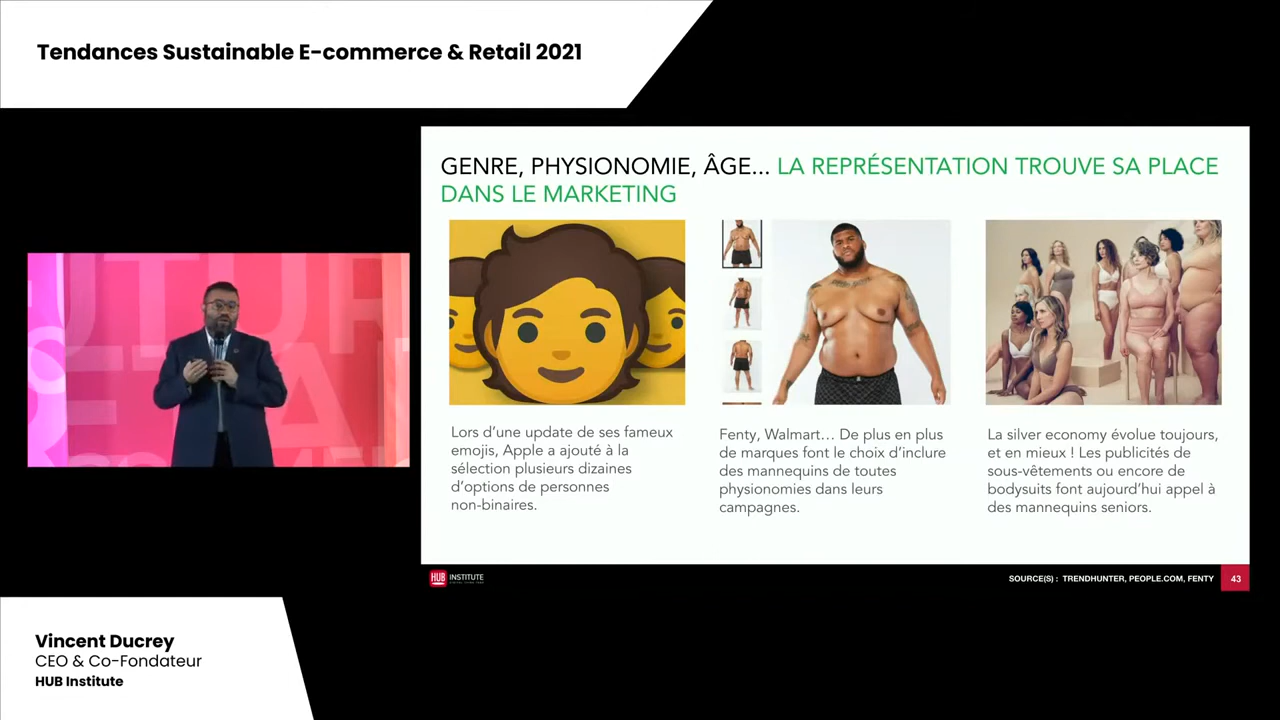 Tendances Sustainable E-commerce & Retail 2021
GENRE, PHYSIONOMIE, ÂGE... LA REPRÉSENTATION TROUVE SA PLACE
DANS LE MARKETING
Lors d’une update de ses fameux
emojis, Apple a ajouté à la
sélection plusieurs dizaines
d’options de personnes
non-binaires.
Fenty, Walmart… De plus en plus
de marques font le choix d’inclure
des mannequins de toutes
physionomies dans leurs
campagnes.
La silver economy évolue toujours,
et en mieux ! Les publicités de
sous-vêtements ou encore de
bodysuits font aujourd’hui appel à
des mannequins seniors.
HUB INSTITUTE
SOURCE(S) : TRENDHUNTER, PEOPLE.COM, FENTY
43
Vincent Ducrey
CEO & Co-Fondateur
HUB Institute